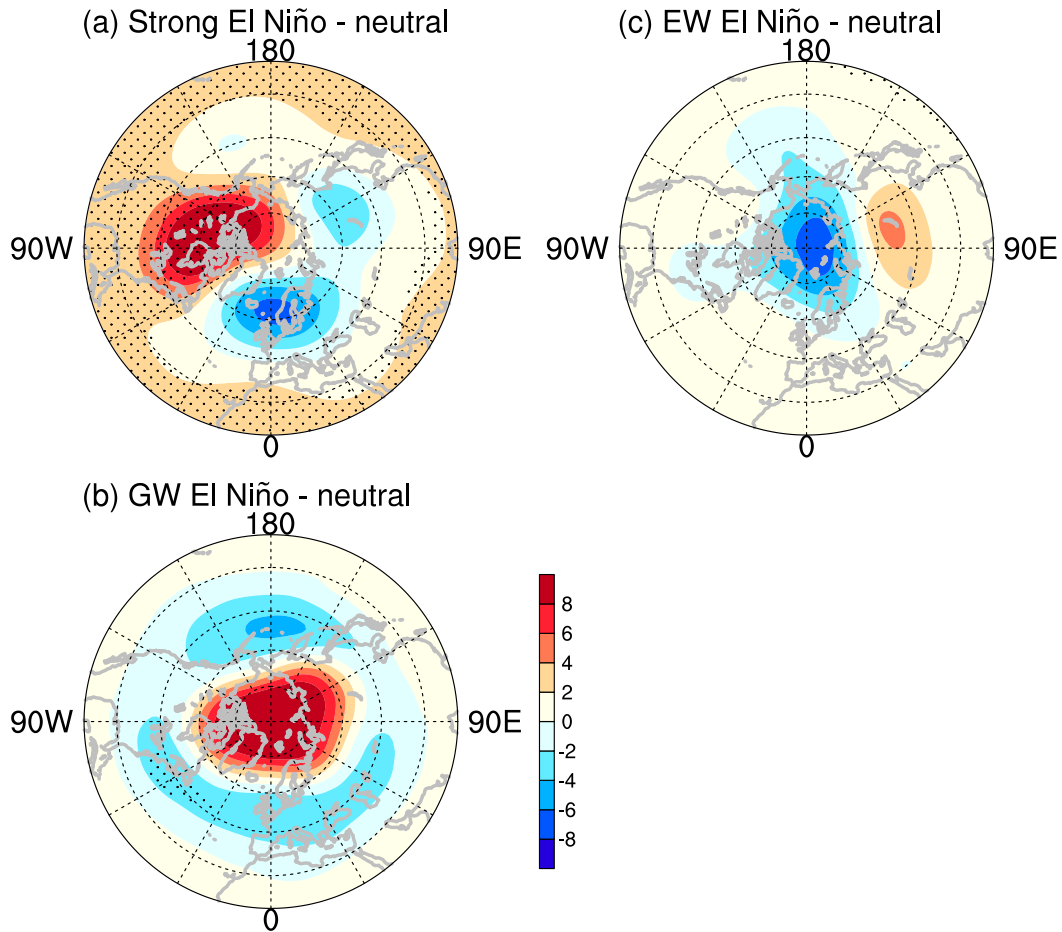 (a) Strong El Niño - neutral
180
90W
90E
0
(c) EW El Niño - neutral
180
90W
90E
0
(b) GW El Niño - neutral
180
90W
90E
0
8
6
4
2
0
-2
-4
-6
-8